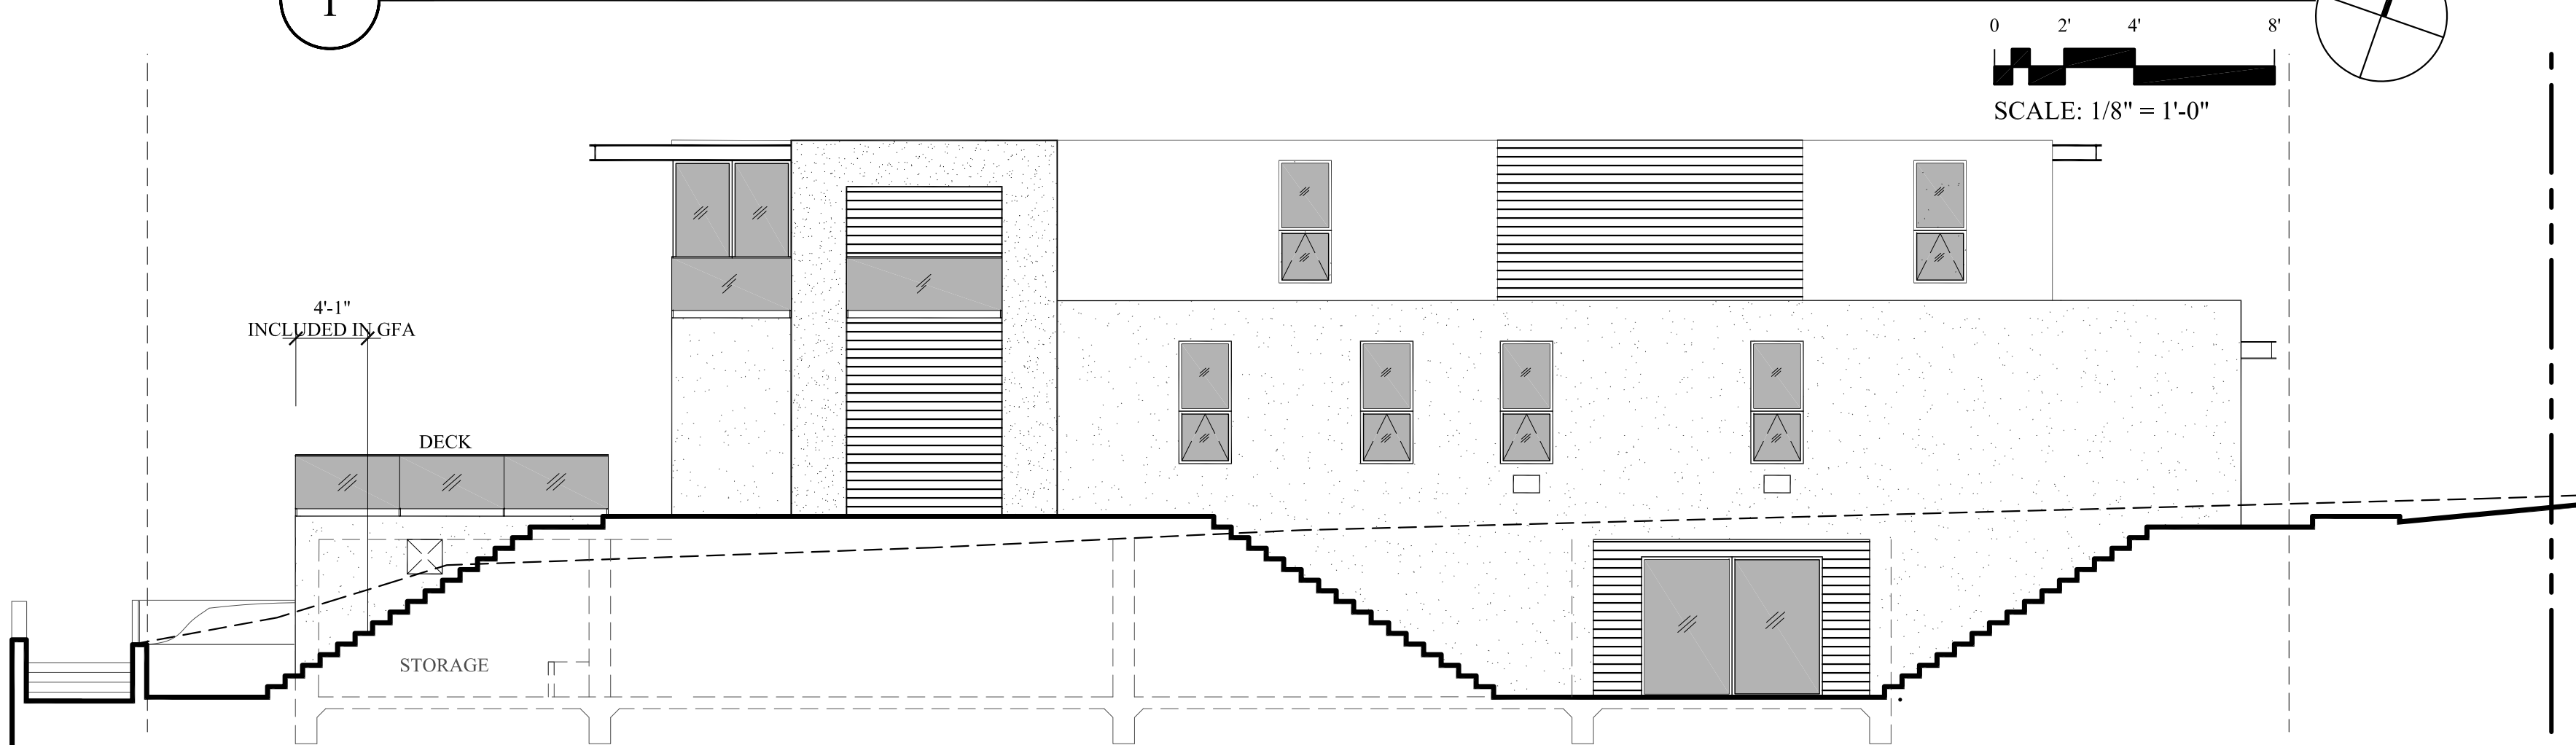 1
0 2' 4' 8'
SCALE: 1/8" = 1'-0"
4'-1"
INCLUDED IN GFA
DECK
STORAGE